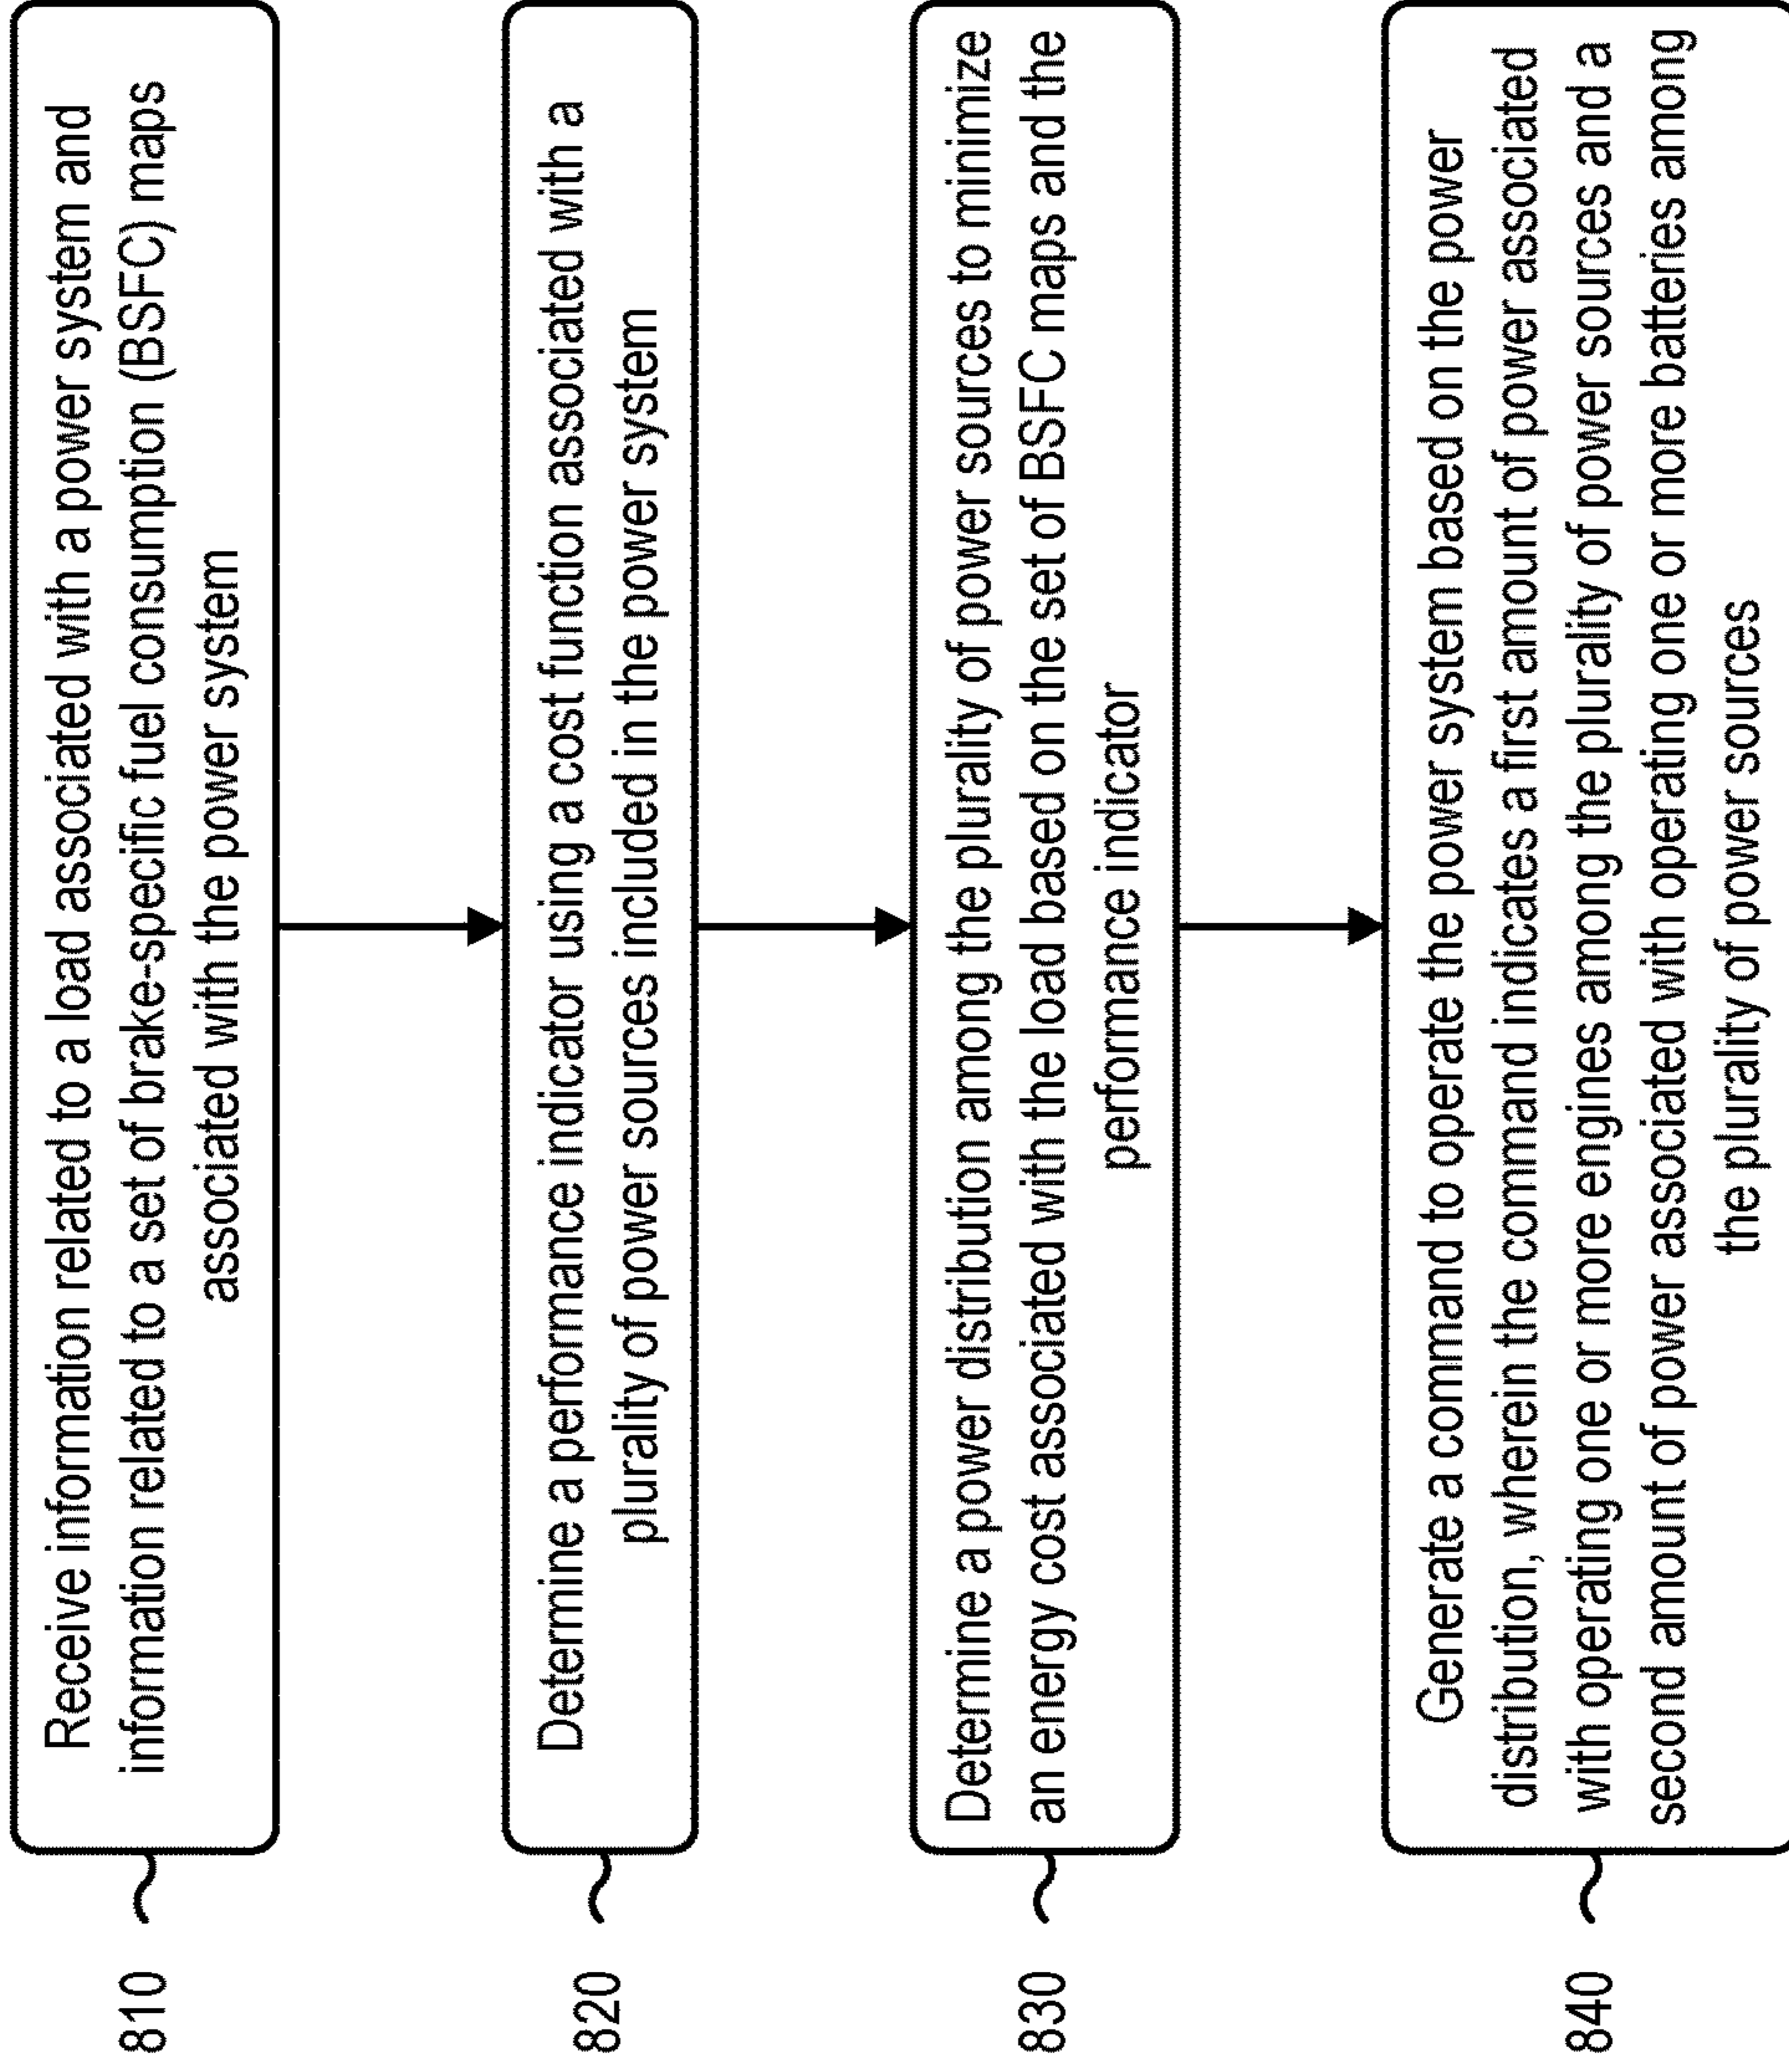 810
Receive information related to a load associated with a power system and
information related to a set of brake-specific fuel consumption (BSFC) maps
associated with the power system
820
Determine a performance indicator using a cost function associated with a
plurality of power sources included in the power system
830
Determine a power distribution among the plurality of power sources to minimize
an energy cost associated with the load based on the set of BSFC maps and the
performance indicator
840
Generate a command to operate the power system based on the power
distribution, wherein the command indicates a first amount of power associated
with operating one or more engines among the plurality of power sources and a
second amount of power associated with operating one or more batteries among
the plurality of power sources